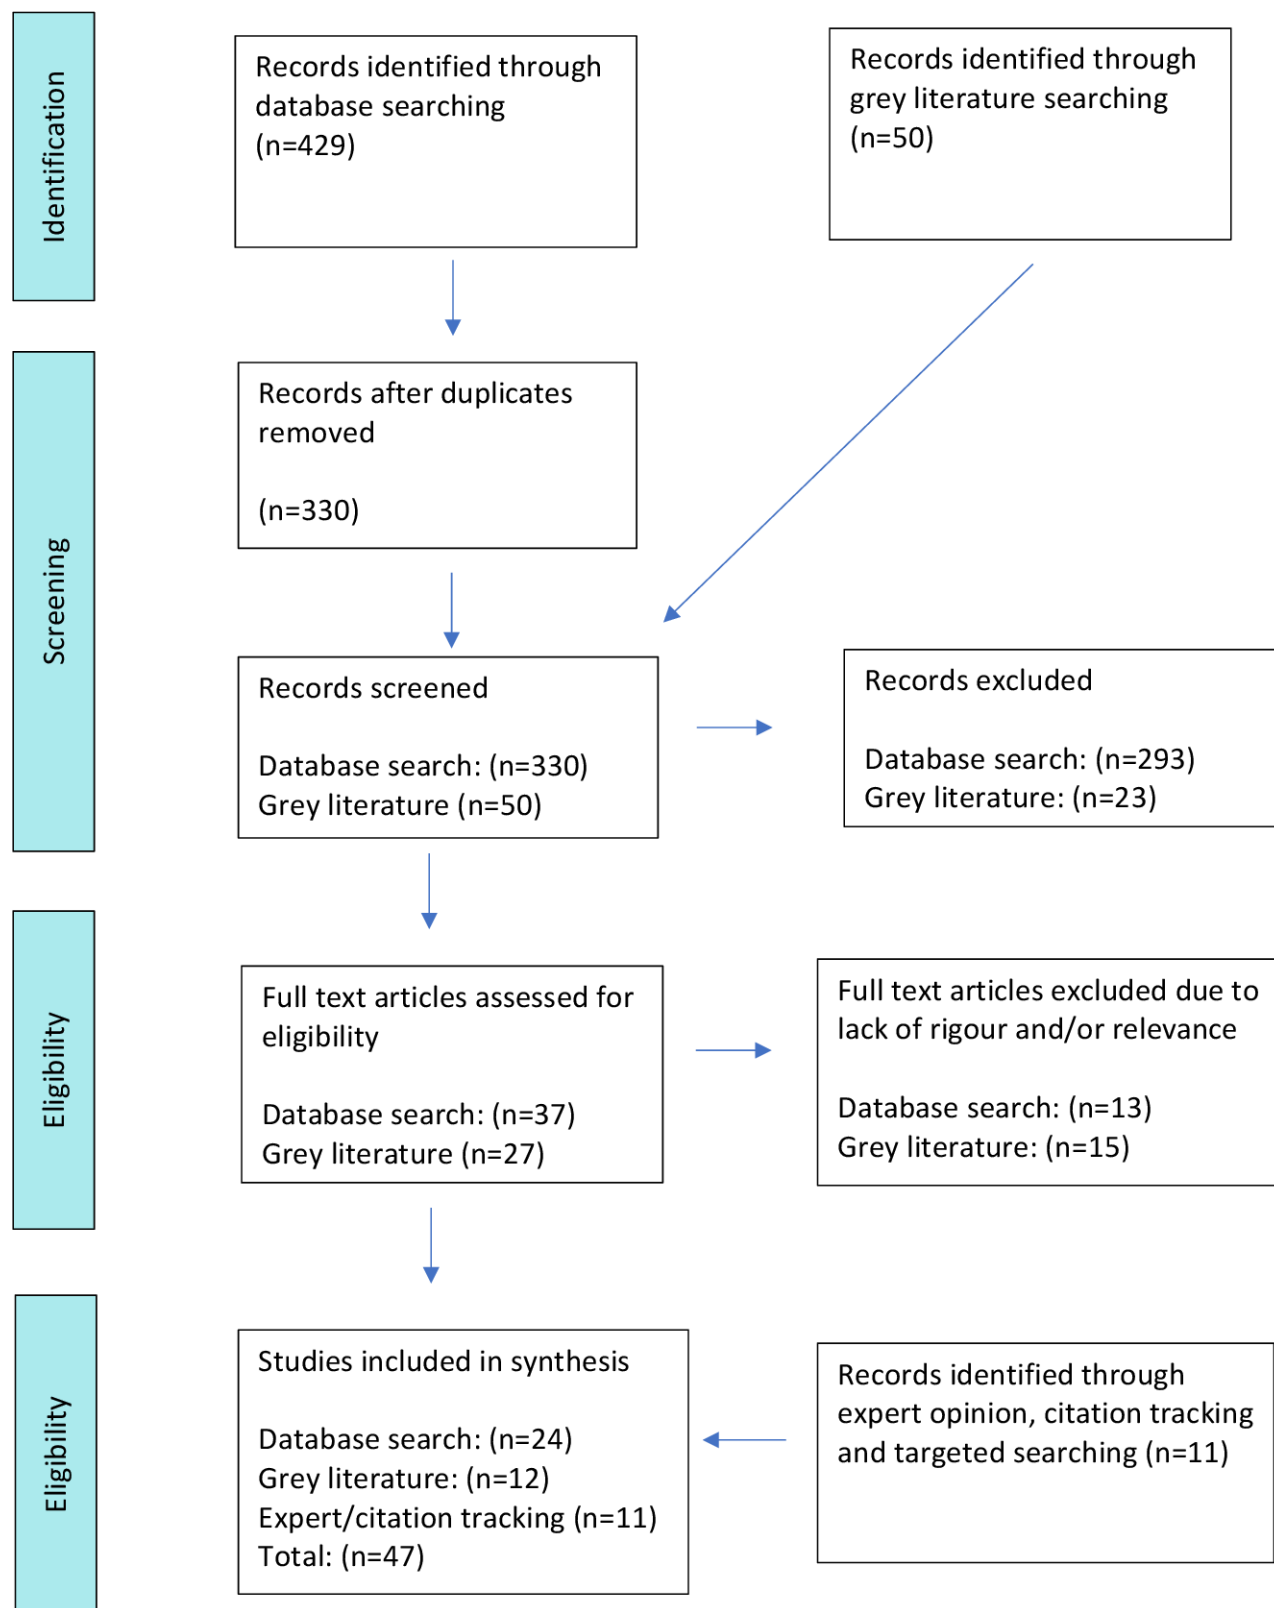 Identification
Records identified through
database searching
(n=429)
Records identified through
grey literature searching
(n=50)
Screening
Records after duplicates
removed
(n=330)
Records screened
Database search: (n=330)
Grey literature (n=50)
Records excluded
Database search: (n=293)
Grey literature: (n=23)
Eligibility
Full text articles assessed for
eligibility
Database search: (n=37)
Grey literature (n=27)
Full text articles excluded due to
lack of rigour and/or relevance
Database search: (n=13)
Grey literature: (n=15)
Eligibility
Studies included in synthesis
Database search: (n=24)
Grey literature: (n=12)
Expert/citation tracking (n=11)
Total: (n=47)
Records identified through
expert opinion, citation tracking
and targeted searching (n=11)